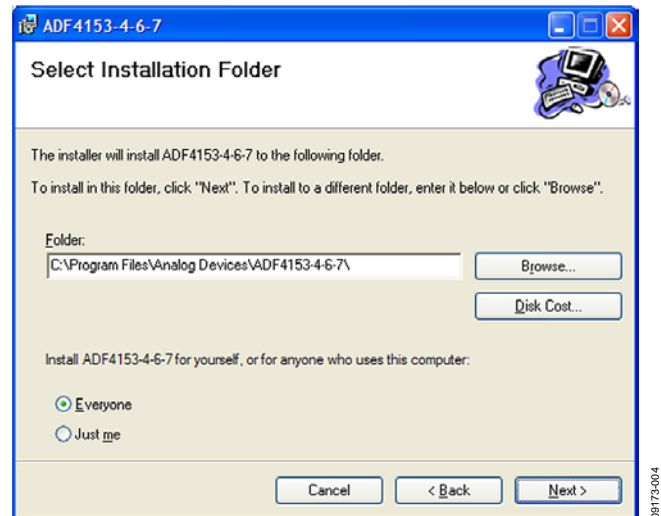 ADF4153-4-6-7
Select Installation Folder
The installer will install ADF4153-4-6-7 to the following folder.
To install in this folder, click "Next". To install to a different folder, enter it below or click "Browse".
Folder:
C:\Program Files\Analog Devices\ADF4153-4-6-7\
Browse...
Disk Cost...
Install ADF4153-4-6-7 for yourself, or for anyone who uses this computer:
Everyone
Just me
Cancel
< Back
Next >
09173-004